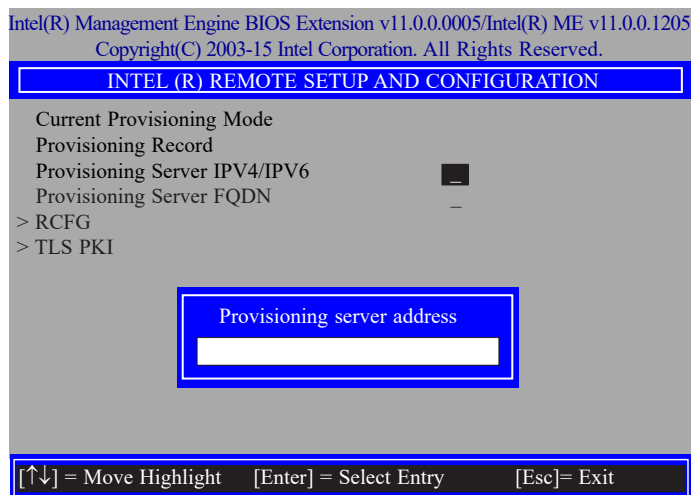 Intel(R) Management Engine BIOS Extension v11.0.0.0005/Intel(R) ME v11.0.0.1205
Copyright(C) 2003-15 Intel Corporation. All Rights Reserved.
INTEL (R) REMOTE SETUP AND CONFIGURATION
Current Provisioning Mode
Provisioning Record
Provisioning Server IPV4/IPV6 _
Provisioning Server FQDN _
> RCFG
> TLS PKI
Provisioning server address
[↑↓] = Move Highlight [Enter] = Select Entry [Esc]= Exit